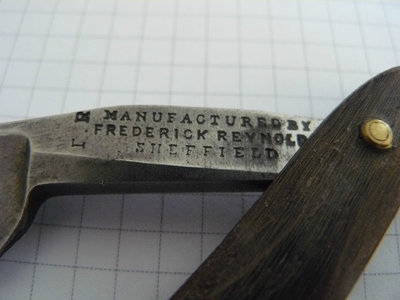 MANUFACTURED BY
FREDERICK REYNOLD
SHEFFIELD